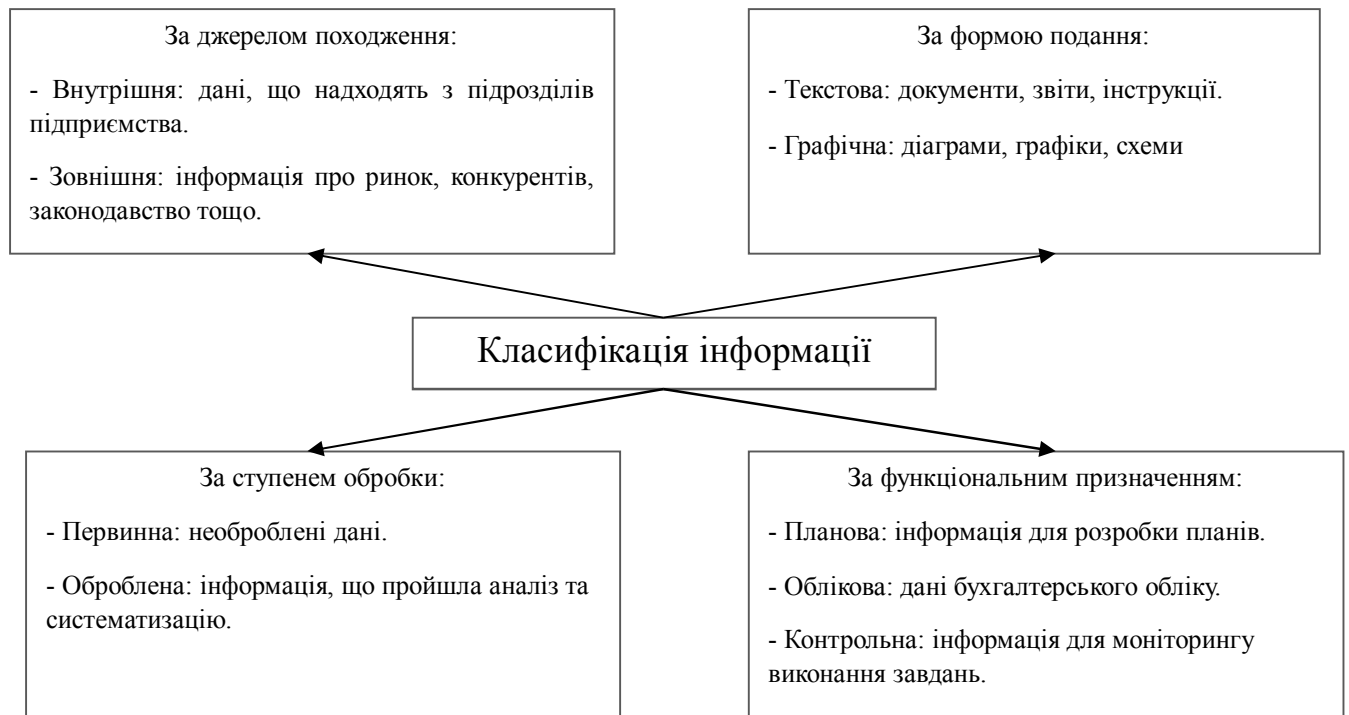 За джерелом походження:
- Внутрішня: дані, що надходять з підрозділів
підприємства.
- Зовнішня: інформація про ринок, конкурентів,
законодавство тощо.
За формою подання:
- Текстова: документи, звіти, інструкції.
- Графічна: діаграми, графіки, схеми
Класифікація інформації
За ступенем обробки:
- Первинна: необроблені дані.
- Оброблена: інформація, що пройшла аналіз та
систематизацію.
За функціональним призначенням:
- Планова: інформація для розробки планів.
- Облікова: дані бухгалтерського обліку.
- Контрольна: інформація для моніторингу
виконання завдань.